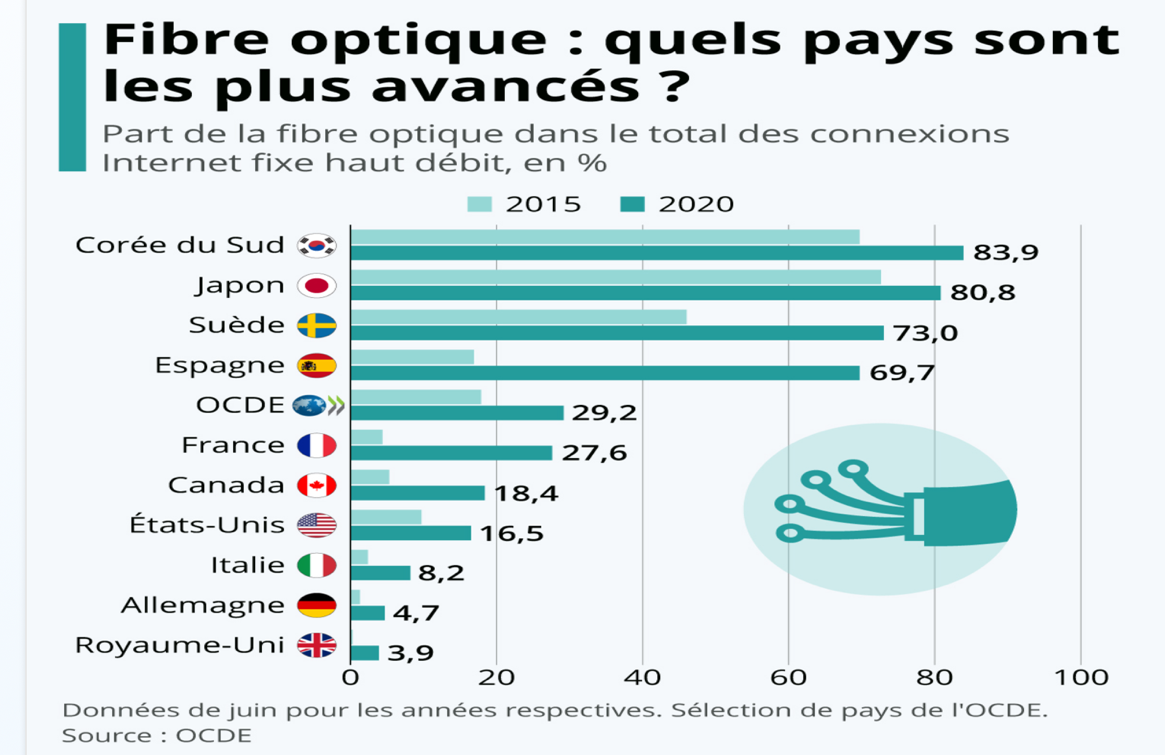 Fibre optique : quels pays sont
les plus avancés ?
Part de la fibre optique dans le total des connexions
Internet fixe haut débit, en %
2015 2020
Corée du Sud 83,9
Japon 80,8
Suède 73,0
Espagne 69,7
OCDE 29,2
France 27,6
Canada 18,4
États-Unis 16,5
Italie 8,2
Allemagne 4,7
Royaume-Uni 3,9
0 20 40 60 80 100
Données de juin pour les années respectives. Sélection de pays de l'OCDE.
Source : OCDE